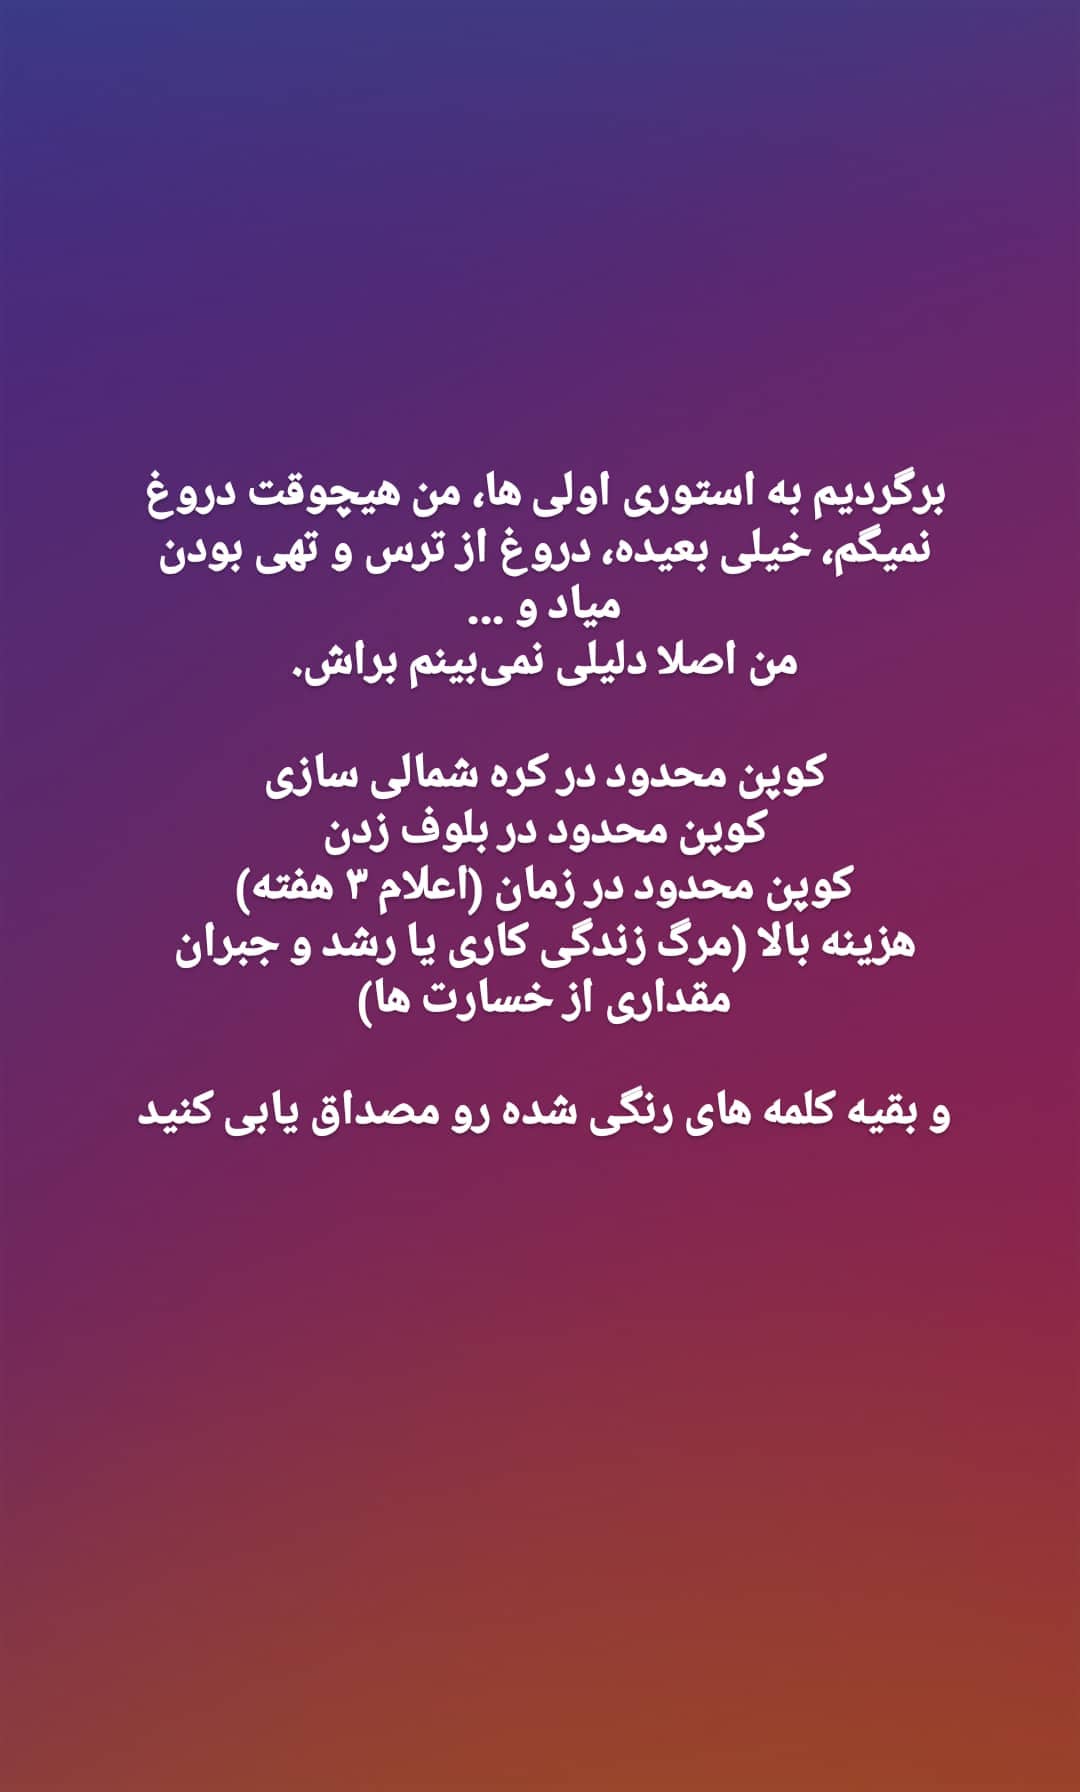 برگردیم به استوری اولی ها، من هیچوقت دروغ
نمیگم، خیلی بعیده، دروغ از ترس و تهی بودن
میاد و ...
من اصلا دلیلی نمی‌بینم براش.
کوپن محدود در کره شمالی سازی
کوپن محدود در بلوف زدن
کوپن محدود در زمان (اعلام ۳ هفته)
هزینه بالا (مرگ زندگی کاری یا رشد و جبران
مقداری از خسارت ها)
و بقیه کلمه های رنگی شده رو مصداق یابی کنید